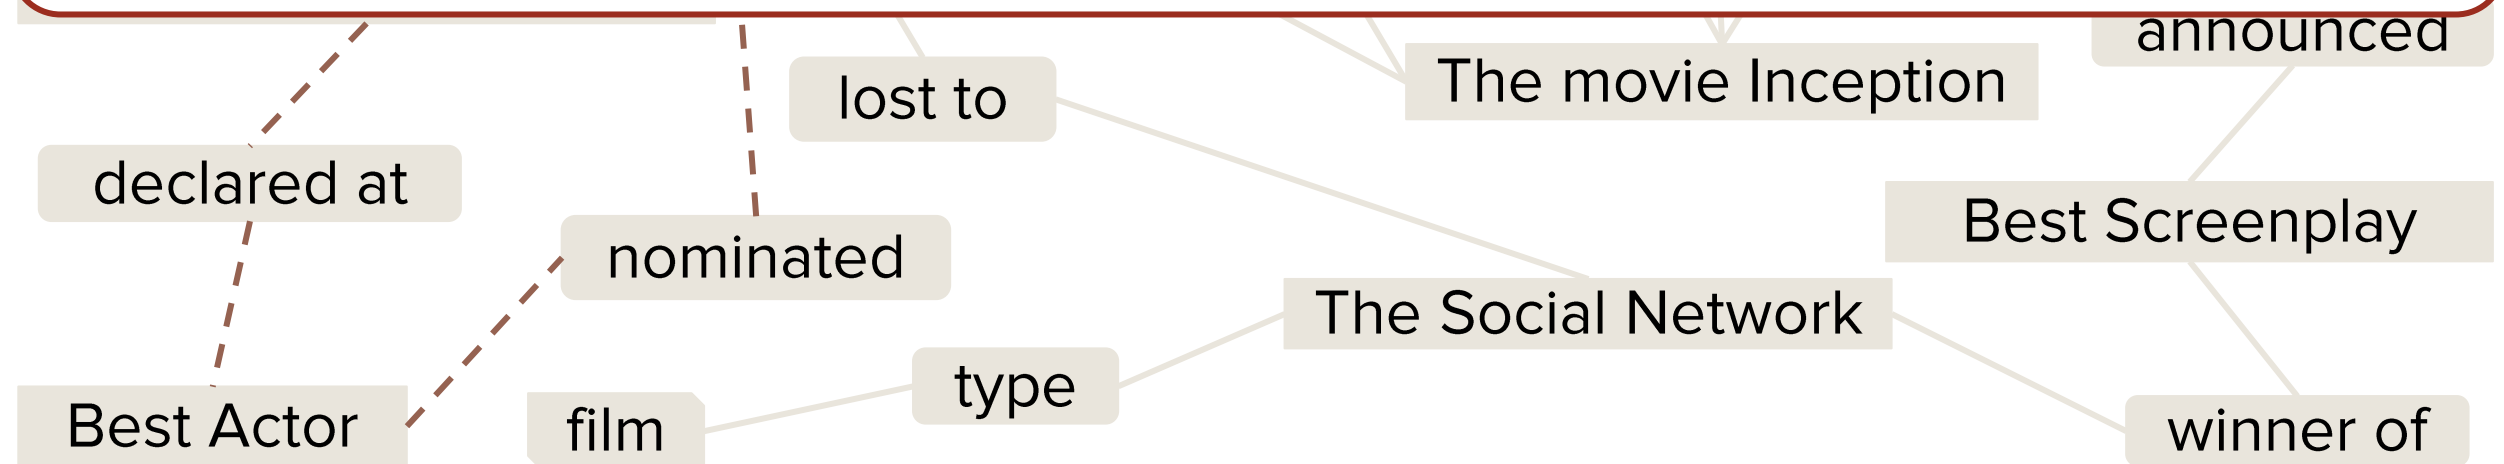 announced
The movie Inception
lost to
declared at
Best Screenplay
nominated
The Social Network
type
Best Actor
film
winner of